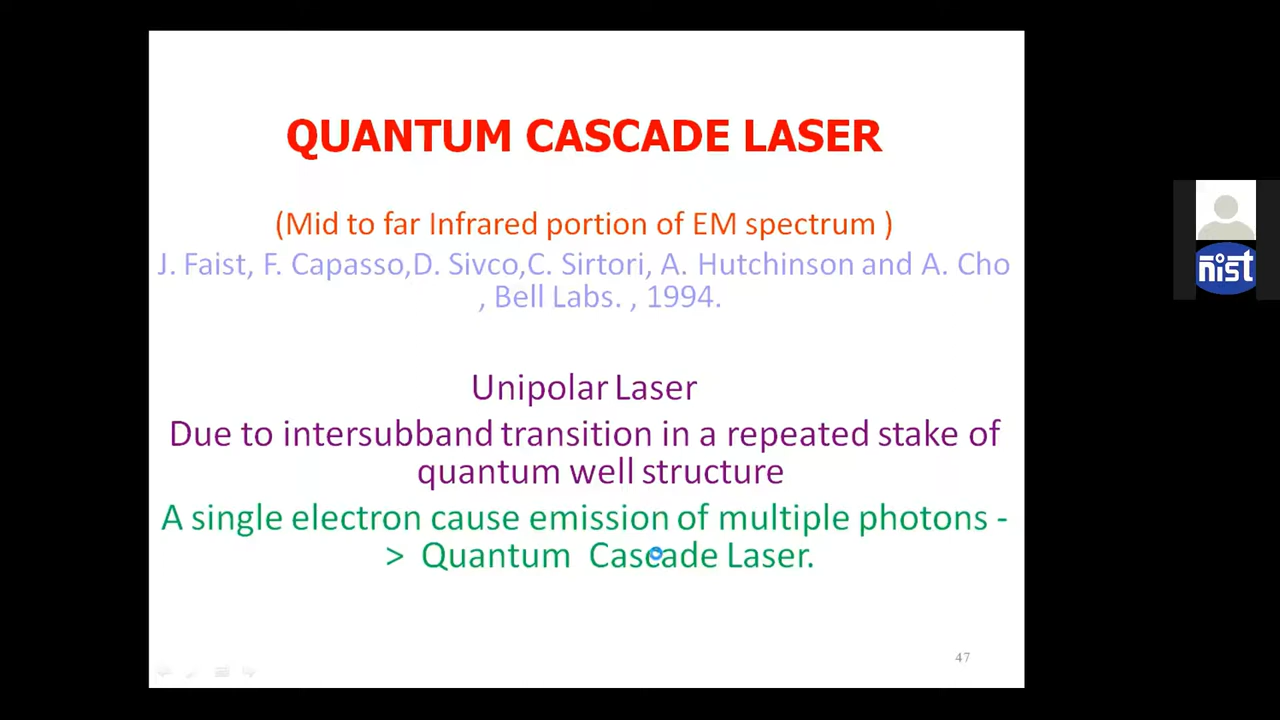 QUANTUM CASCADE LASER
(Mid to far Infrared portion of EM spectrum )
J. Faist, F. Capasso,D. Sivco,C. Sirtori, A. Hutchinson and A. Cho
, Bell Labs. , 1994.
nist
Unipolar Laser
Due to intersubband transition in a repeated stake of
quantum well structure
A single electron cause emission of multiple photons -
> Quantum Cascade Laser.
47